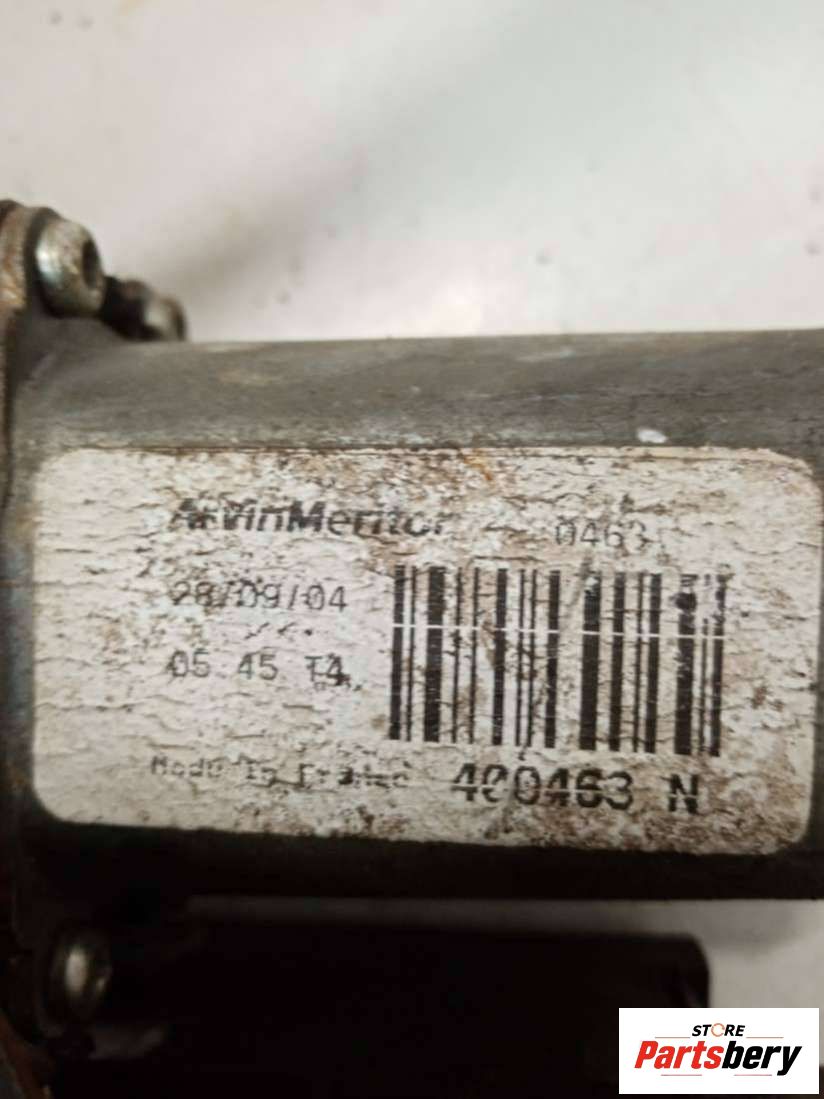 ArvinMeritor 0463
28/09/04
05 45 T4
Made In France
400463 N
STORE
Partsbery